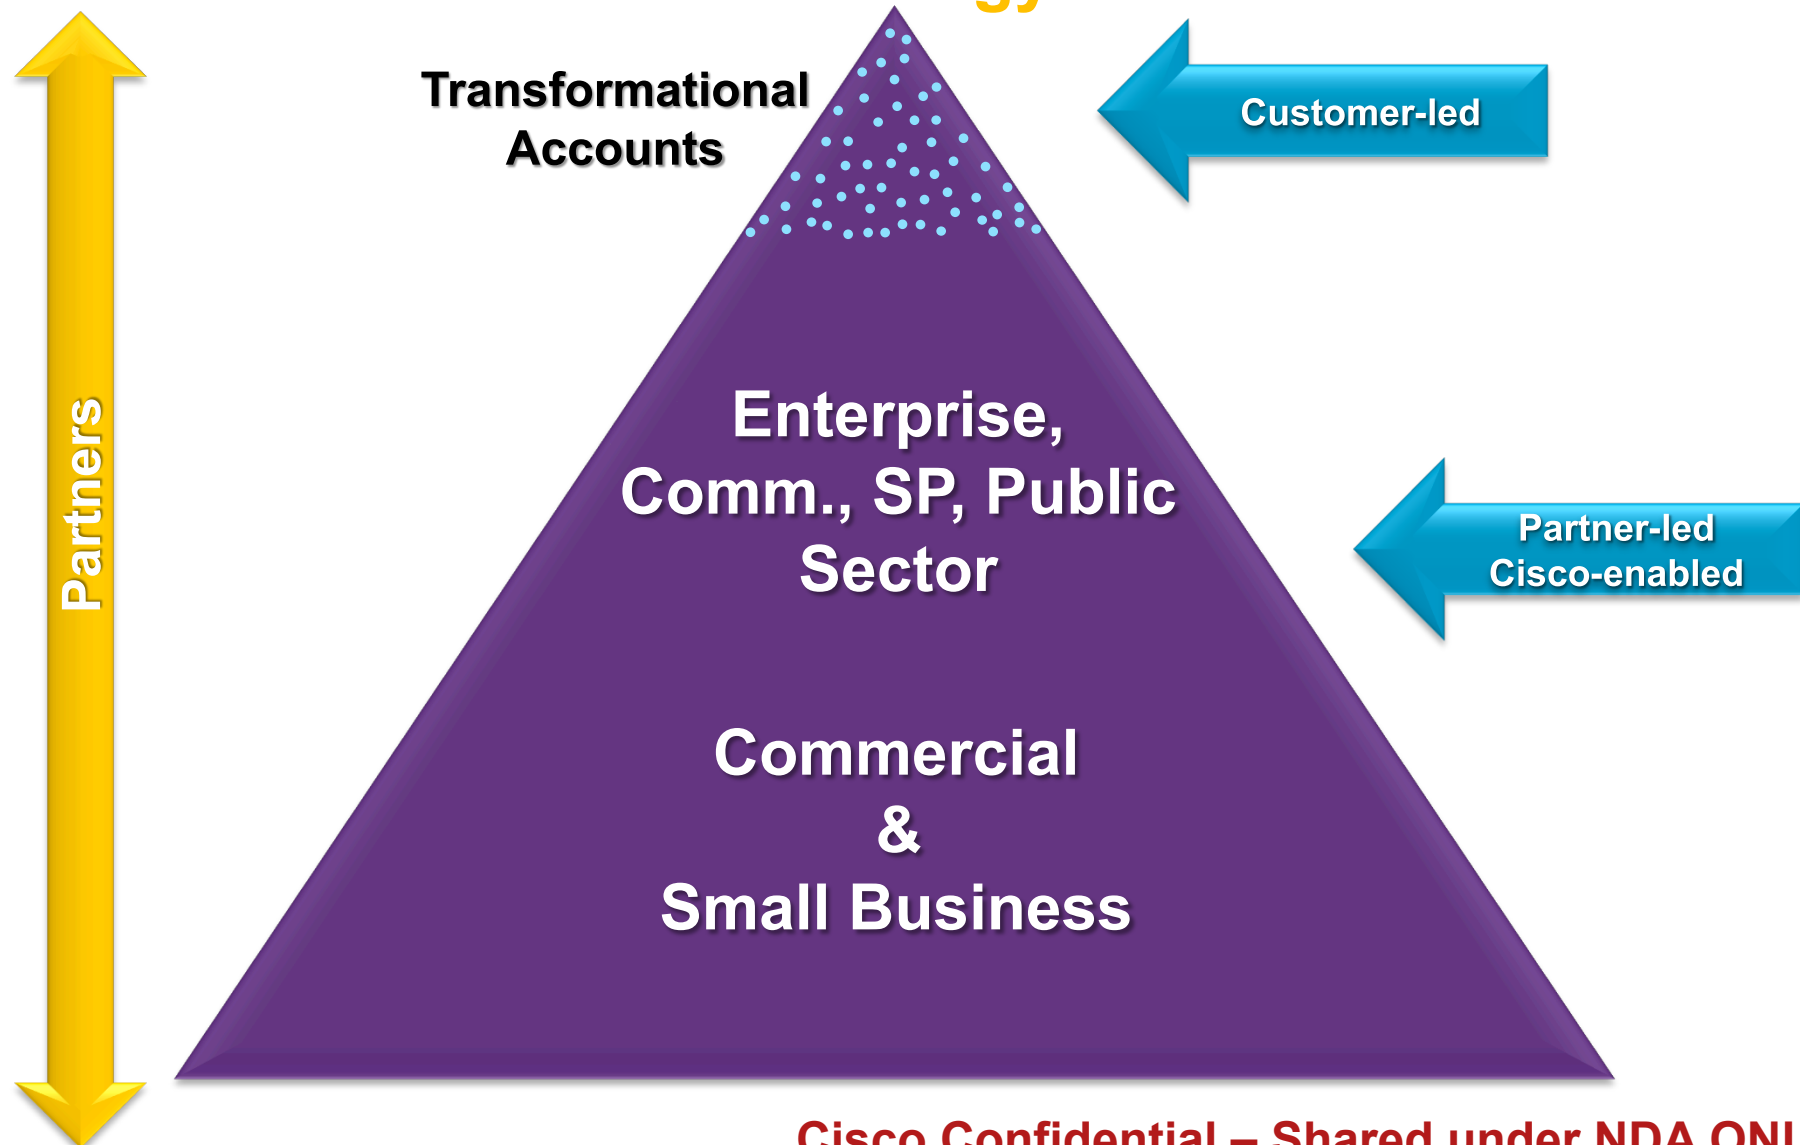 Transformational
Accounts
Customer-led
Partners
Enterprise,
Comm., SP, Public
Sector
Partner-led
Cisco-enabled
Commercial
&
Small Business
Cisco Confidential – Shared under NDA